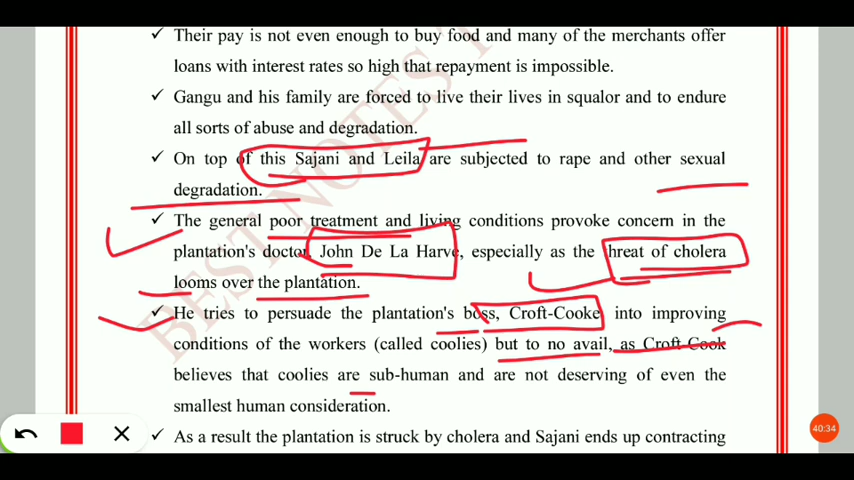 ✓ Their pay is not even enough to buy food and many of the merchants offer
loans with interest rates so high that repayment is impossible.
✓ Gangu and his family are forced to live their lives in squalor and to endure
all sorts of abuse and degradation.
✓ On top of this Sajani and Leila are subjected to rape and other sexual
degradation.
✓ The general poor treatment and living conditions provoke concern in the
plantation's doctor, John De La Harve, especially as the threat of cholera
looms over the plantation.
✓ He tries to persuade the plantation's boss, Croft-Cooke, into improving
conditions of the workers (called coolies) but to no avail, as Croft-Cook
believes that coolies are sub-human and are not deserving of even the
smallest human consideration.
✓ As a result the plantation is struck by cholera and Sajani ends up contracting
BEST NOTES
40:34